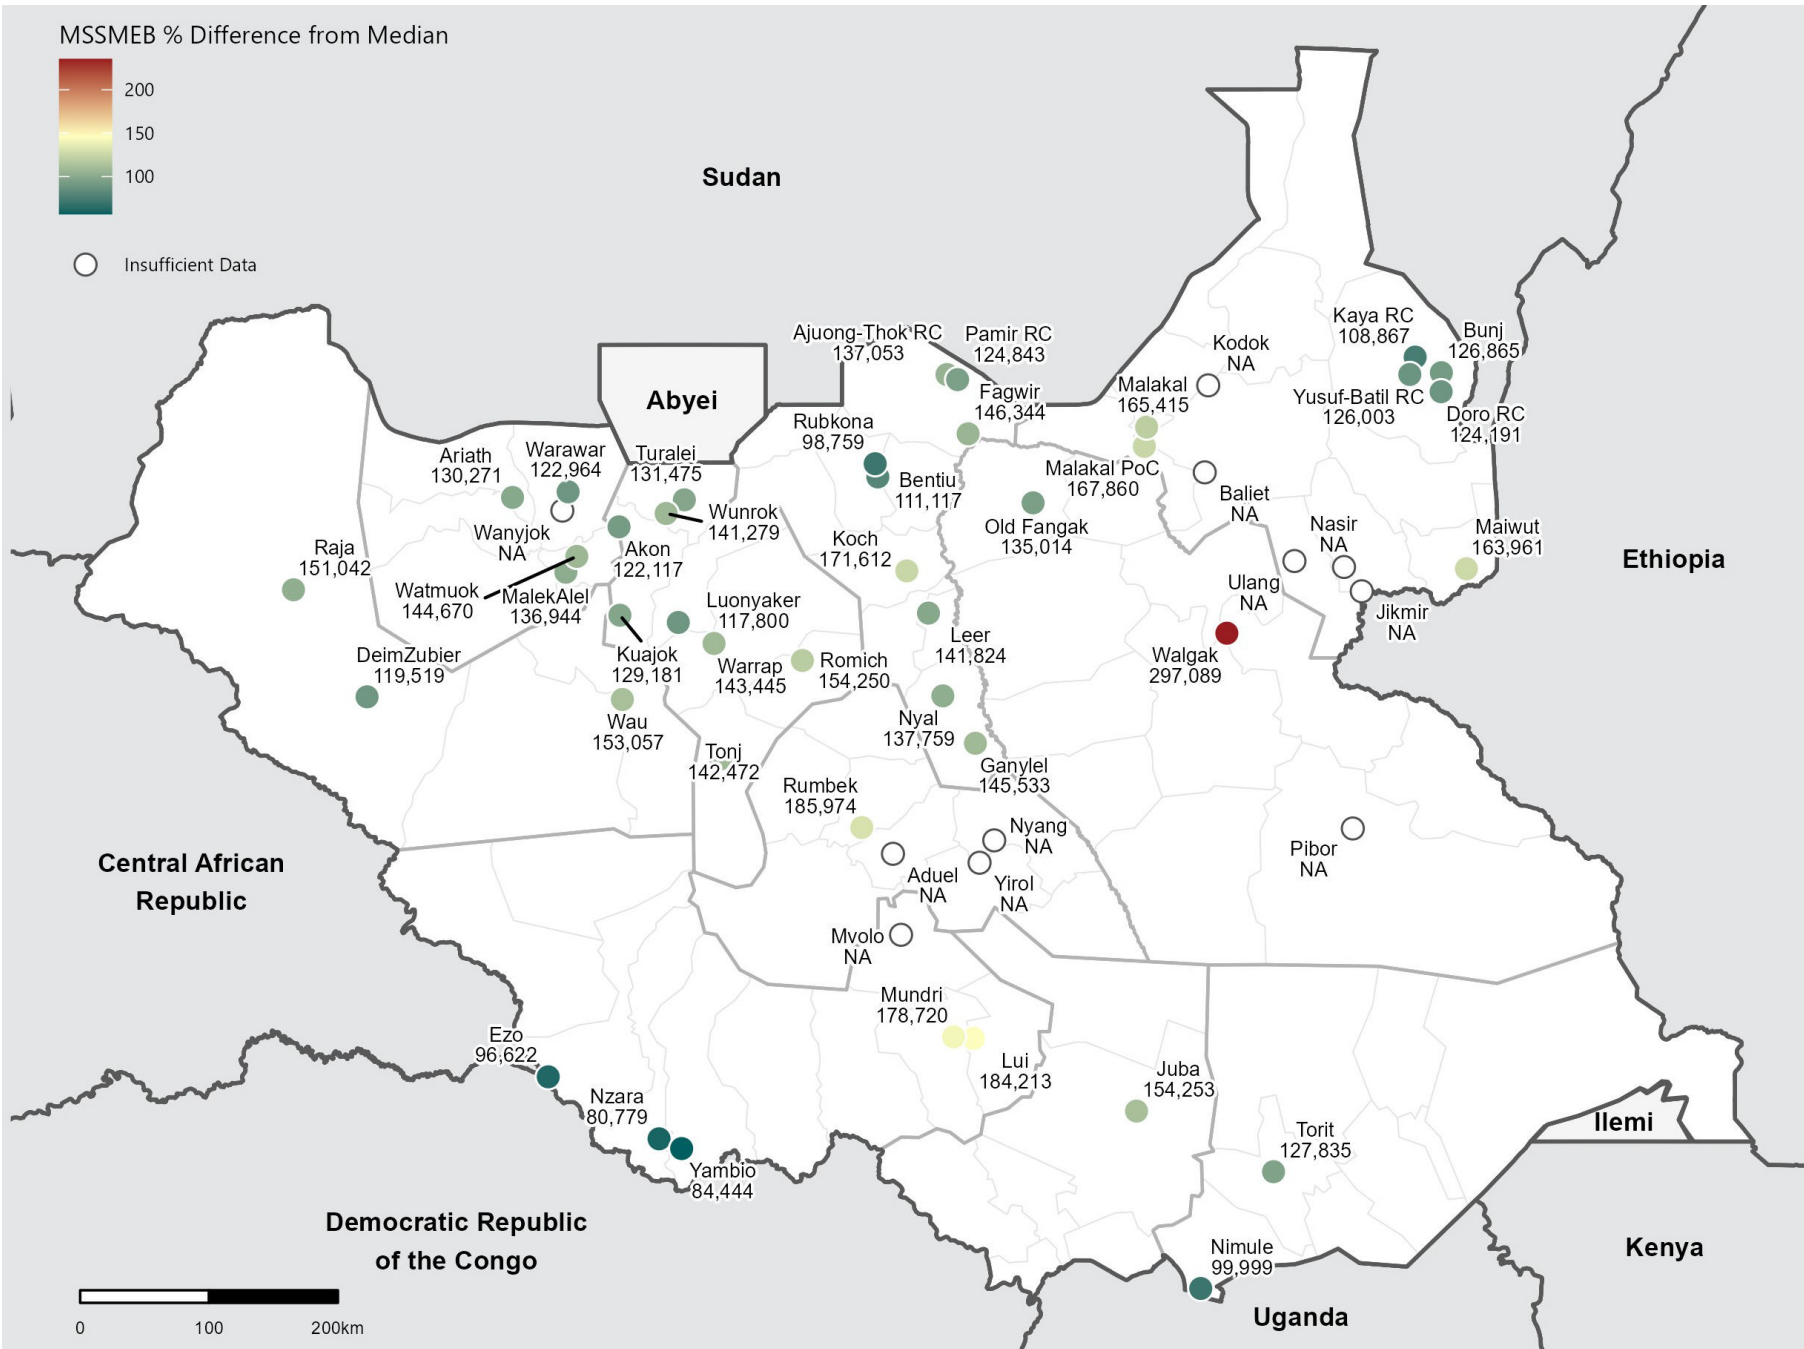 MSSMEB % Difference from Median
200
150
100
Insufficient Data
Sudan
Abyei
Ethiopia
Central African
Republic
Democratic Republic
of the Congo
Uganda
Kenya
Ilemi
Ajuong-Thok RC
137,053
Pamir RC
124,843
Fagwir
146,344
Rubkona
98,759
Bentiu
111,117
Kodok
NA
Malakal
165,415
Malakal PoC
167,860
Kaya RC
108,867
Bunj
126,865
Yusuf-Batil RC
126,003
Doro RC
124,191
Baliet
NA
Old Fangak
135,014
Nasir
NA
Maiwut
163,961
Ulang
NA
Jikmir
NA
Walgak
297,089
Ariath
130,271
Warawar
122,964
Turalei
131,475
Wunrok
141,279
Wanyjok
NA
Akon
122,117
Raja
151,042
Watmuok
144,670
MalekAlel
136,944
Koch
171,612
Luonyaker
117,800
Leer
141,824
DeimZubier
119,519
Kuajok
129,181
Warrap
143,445
Romich
154,250
Wau
153,057
Nyal
137,759
Tonj
142,472
Ganylel
145,533
Rumbek
185,974
Nyang
NA
Aduel
NA
Yirol
NA
Pibor
NA
Mvolo
NA
Mundri
178,720
Lui
184,213
Ezo
96,622
Nzara
80,779
Yambio
84,444
Juba
154,253
Torit
127,835
Nimule
99,999
0
100
200km